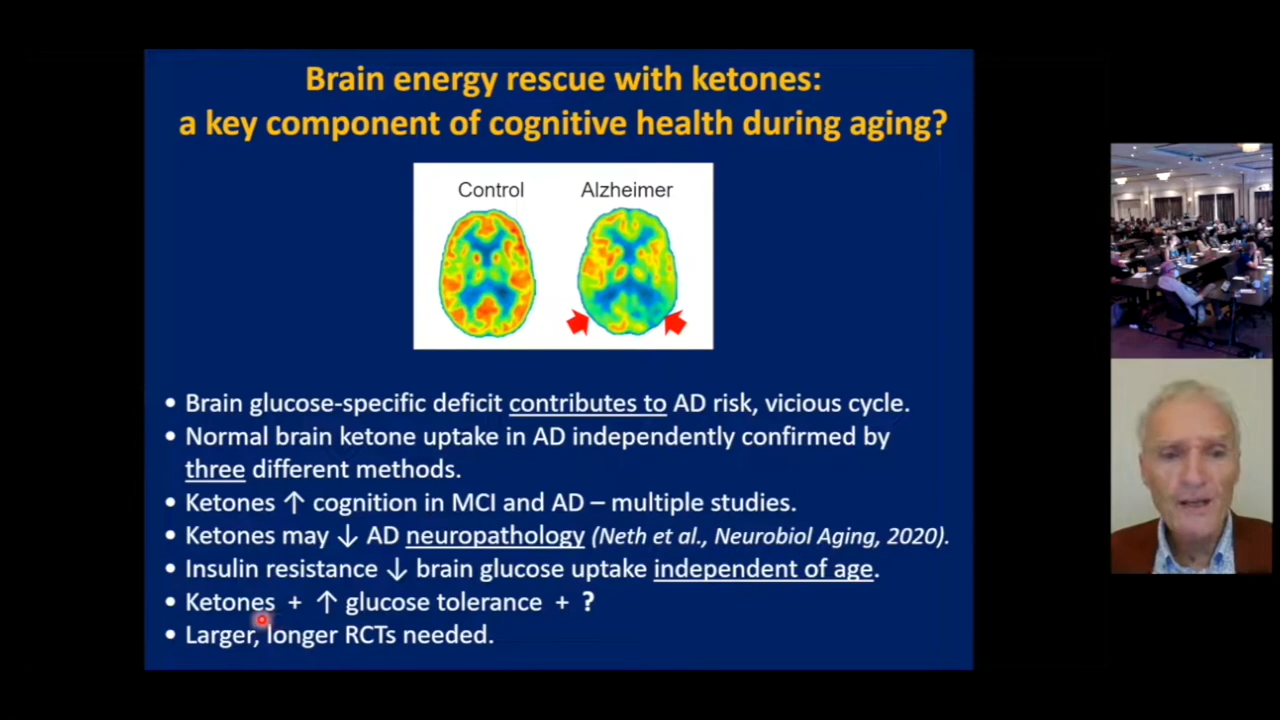 Brain energy rescue with ketones:
a key component of cognitive health during aging?
Control
Alzheimer
• Brain glucose-specific deficit contributes to AD risk, vicious cycle.
• Normal brain ketone uptake in AD independently confirmed by
three different methods.
• Ketones ↑ cognition in MCI and AD – multiple studies.
• Ketones may ↓ AD neuropathology (Neth et al., Neurobiol Aging, 2020).
• Insulin resistance ↓ brain glucose uptake independent of age.
• Ketones + ↑ glucose tolerance + ?
• Larger, longer RCTs needed.